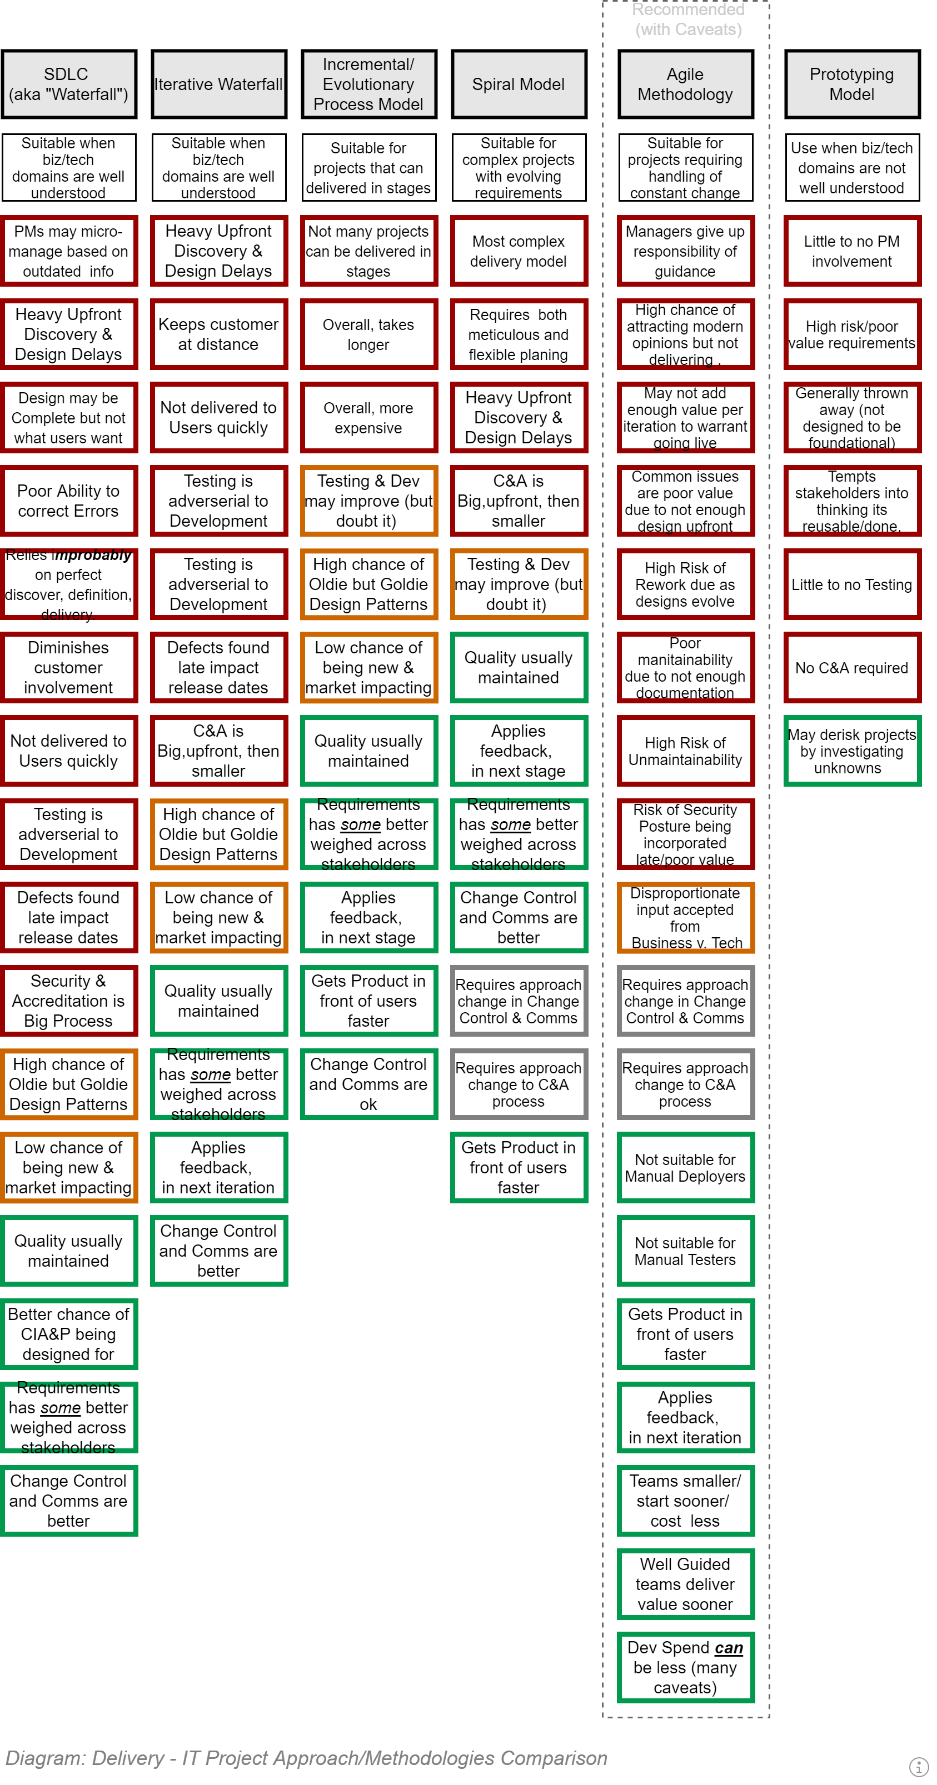 Recommended
(with Caveats)
SDLC
(aka "Waterfall")
Suitable when
biz/tech
domains are well
understood
PMs may micro-
manage based on
outdated info
Heavy Upfront
Discovery &
Design Delays
Design may be
Complete but not
what users want
Poor Ability to
correct Errors
Relies improbably
on perfect
discover, definition,
delivery
Diminishes
customer
involvement
Not delivered to
Users quickly
Testing is
adverserial to
Development
Defects found
late impact
release dates
Security &
Accreditation is
Big Process
High chance of
Oldie but Goldie
Design Patterns
Low chance of
being new &
market impacting
Quality usually
maintained
Better chance of
CIA&P being
designed for
Requirements
has some better
weighed across
stakeholders
Change Control
and Comms are
better
Iterative Waterfall
Suitable when
biz/tech
domains are well
understood
Heavy Upfront
Discovery &
Design Delays
Keeps customer
at distance
Not delivered to
Users quickly
Testing is
adverserial to
Development
Testing is
adverserial to
Development
Defects found
late impact
release dates
C&A is
Big,upfront, then
smaller
High chance of
Oldie but Goldie
Design Patterns
Low chance of
being new &
market impacting
Quality usually
maintained
Requirements
has some better
weighed across
stakeholders
Applies
feedback,
in next iteration
Change Control
and Comms are
better
Incremental/
Evolutionary
Process Model
Suitable for
projects that can
delivered in stages
Not many projects
can be delivered in
stages
Overall, takes
longer
Overall, more
expensive
Testing & Dev
may improve (but
doubt it)
High chance of
Oldie but Goldie
Design Patterns
Low chance of
being new &
market impacting
Quality usually
maintained
Requirements
has some better
weighed across
stakeholders
Applies
feedback,
in next stage
Gets Product in
front of users
faster
Change Control
and Comms are
ok
Spiral Model
Suitable for
complex projects
with evolving
requirements
Most complex
delivery model
Requires both
meticulous and
flexible planing
Heavy Upfront
Discovery &
Design Delays
C&A is
Big,upfront, then
smaller
Testing & Dev
may improve (but
doubt it)
Quality usually
maintained
Applies
feedback,
in next stage
Requirements
has some better
weighed across
stakeholders
Change Control
and Comms are
better
Requires approach
change in Change
Control & Comms
Requires approach
change to C&A
process
Gets Product in
front of users
faster
Agile
Methodology
Suitable for
projects requiring
handling of
constant change
Managers give up
responsibility of
guidance
High chance of
attracting modern
opinions but not
delivering .
May not add
enough value per
iteration to warrant
going live
Common issues
are poor value
due to not enough
design upfront
High Risk of
Rework due as
designs evolve
Poor
manitainability
due to not enough
documentation
High Risk of
Unmaintainability
Risk of Security
Posture being
incorporated
late/poor value
Disproportionate
input accepted
from
Business v. Tech
Requires approach
change in Change
Control & Comms
Requires approach
change to C&A
process
Not suitable for
Manual Deployers
Not suitable for
Manual Testers
Gets Product in
front of users
faster
Applies
feedback,
in next iteration
Teams smaller/
start sooner/
cost less
Well Guided
teams deliver
value sooner
Dev Spend can
be less (many
caveats)
Prototyping
Model
Use when biz/tech
domains are not
well understood
Little to no PM
involvement
High risk/poor
value requirements
Generally thrown
away (not
designed to be
foundational)
Tempts
stakeholders into
thinking its
reusable/done.
Little to no Testing
No C&A required
May derisk projects
by investigating
unknowns
Diagram: Delivery - IT Project Approach/Methodologies Comparison